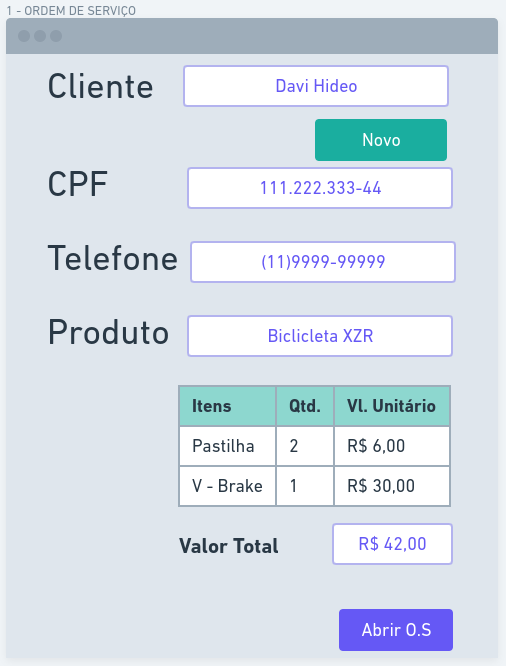 1 - ORDEM DE SERVIÇO
Cliente Davi Hideo
Novo
CPF 111.222.333-44
Telefone (11)9999-99999
Produto Biclicleta XZR
Itens Qtd. Vl. Unitário
Pastilha 2 R$ 6,00
V - Brake 1 R$ 30,00
Valor Total R$ 42,00
Abrir O.S